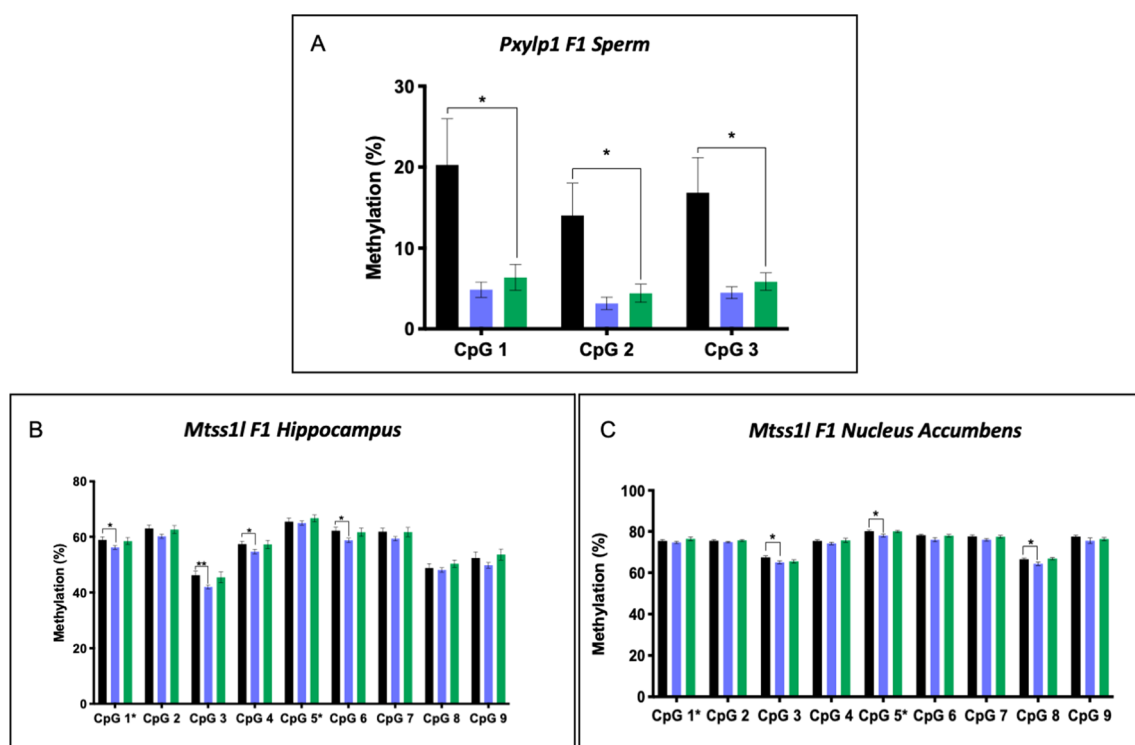 A
Pxylp1 F1 Sperm
Methylation (%)
30
20
10
0
*
*
*
CpG 1
CpG 2
CpG 3
B
Mtss1l F1 Hippocampus
Methylation (%)
80
60
40
20
0
*
**
*
*
CpG 1* CpG 2 CpG 3 CpG 4 CpG 5* CpG 6 CpG 7 CpG 8 CpG 9
C
Mtss1l F1 Nucleus Accumbens
Methylation (%)
100
80
60
40
20
0
*
*
*
CpG 1* CpG 2 CpG 3 CpG 4 CpG 5* CpG 6 CpG 7 CpG 8 CpG 9